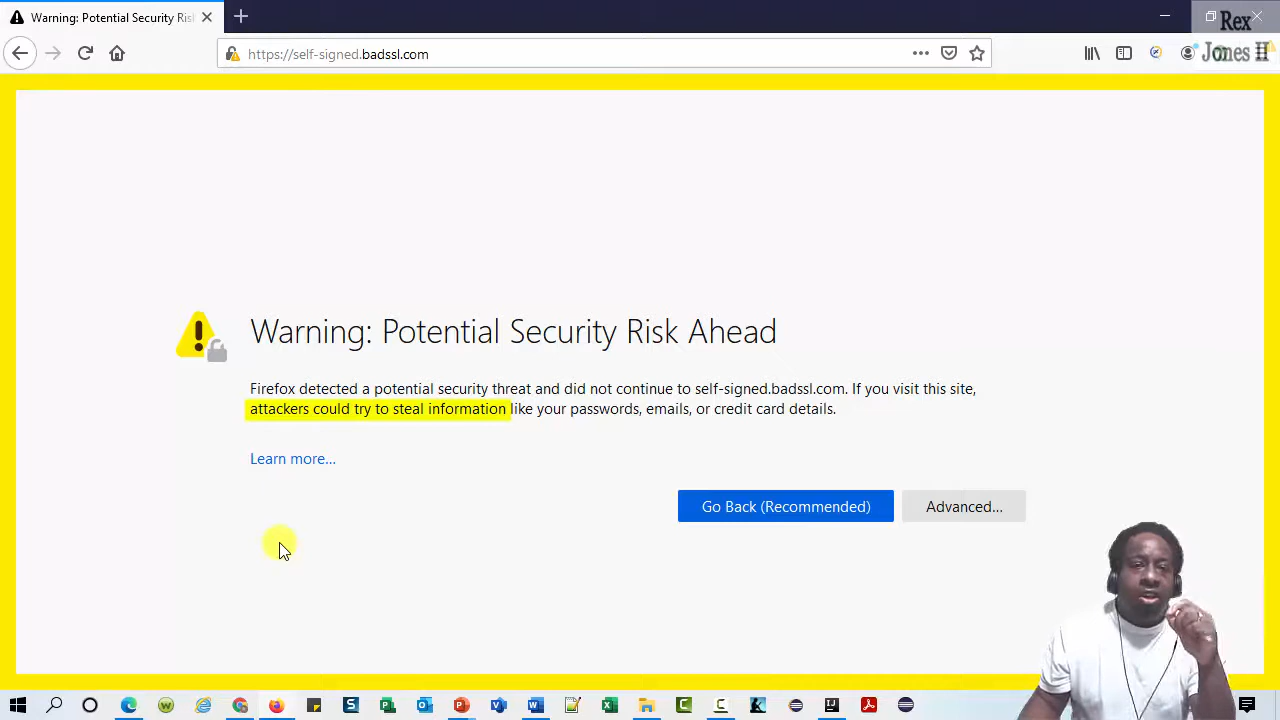 Warning: Potential Security Ris
Rex
Jones II
https://self-signed.badssl.com
Warning: Potential Security Risk Ahead
Firefox detected a potential security threat and did not continue to self-signed.badssl.com. If you visit this site,
attackers could try to steal information like your passwords, emails, or credit card details.
Learn more...
Go Back (Recommended)
Advanced...